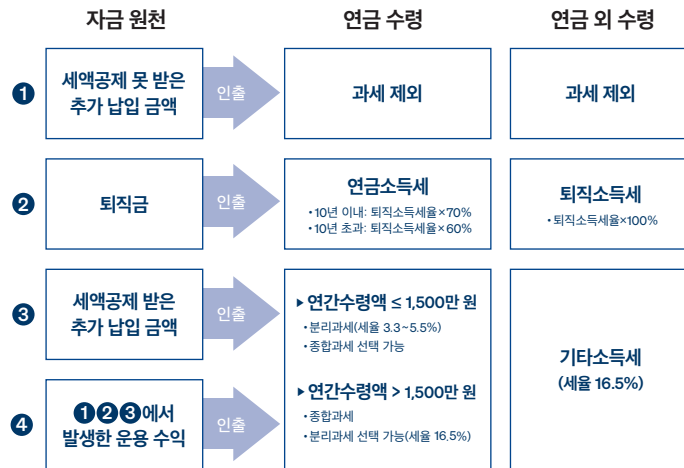 자금 원천
연금 수령
연금 외 수령
❶
세액공제 못 받은
추가 납입 금액
인출
과세 제외
과세 제외
❷
퇴직금
인출
연금소득세
•10년 이내: 퇴직소득세율×70%
•10년 초과: 퇴직소득세율×60%
퇴직소득세
•퇴직소득세율×100%
❸
세액공제 받은
추가 납입 금액
인출
▶연간수령액 ≤ 1,500만 원
•분리과세(세율 3.3~5.5%)
•종합과세 선택 가능
기타소득세
(세율 16.5%)
❹
❶❷❸에서
발생한 운용 수익
인출
▶연간수령액 > 1,500만 원
•종합과세
•분리과세 선택 가능(세율 16.5%)